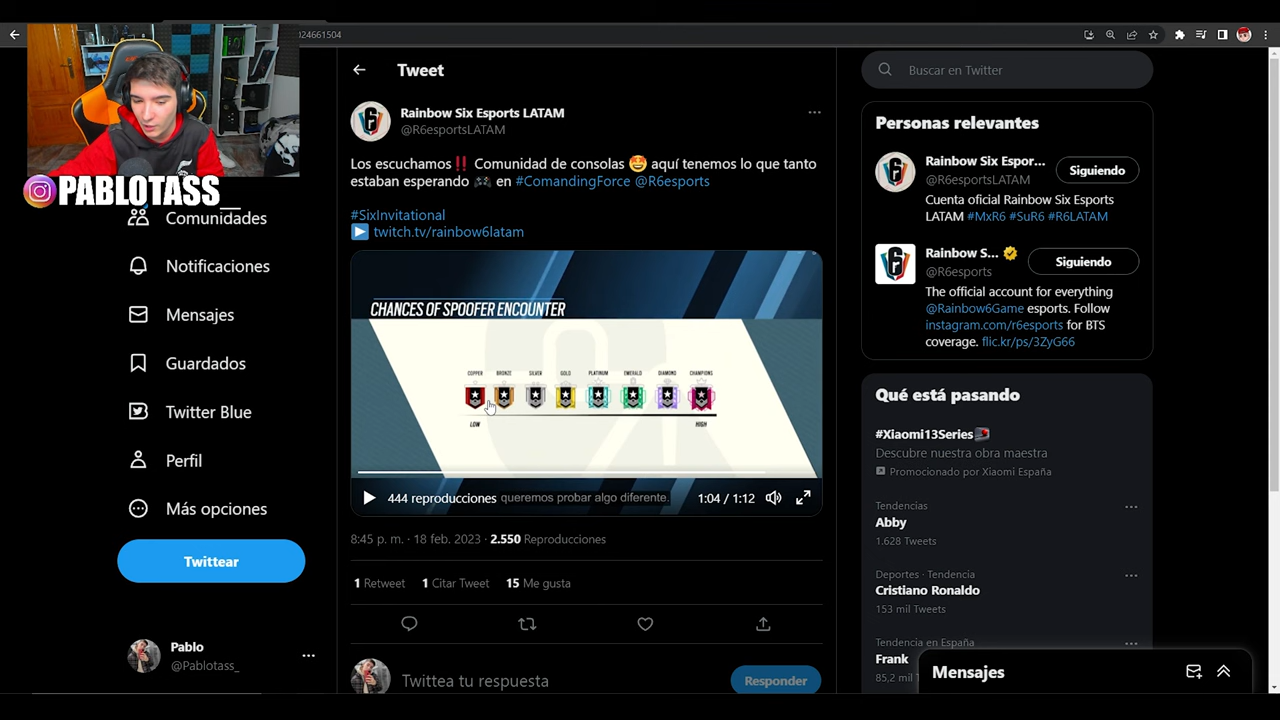 024661504
PABLOTASS_
Comunidades
Notificaciones
Mensajes
Guardados
Twitter Blue
Perfil
Más opciones
Twittear
Pablo
@Pablotass_
Tweet
Rainbow Six Esports LATAM
@R6esportsLATAM
Los escuchamos‼️ Comunidad de consolas 🤩 aquí tenemos lo que tanto
estaban esperando 🎮 en #ComandingForce @R6esports
#SixInvitational
▶️ twitch.tv/rainbow6latam
CHANCES OF SPOOFER ENCOUNTER
COPPER BRONZE SILVER GOLD PLATINUM EMERALD DIAMOND CHAMPIONS
LOW HIGH
444 reproducciones queremos probar algo diferente. 1:04 / 1:12
8:45 p. m. · 18 feb. 2023 · 2.550 Reproducciones
1 Retweet 1 Citar Tweet 15 Me gusta
Twittea tu respuesta
Responder
Buscar en Twitter
Personas relevantes
Rainbow Six Espor...
@R6esportsLATAM
Siguiendo
Cuenta oficial Rainbow Six Esports
LATAM #MxR6 #SuR6 #R6LATAM
Rainbow S...
@R6esports
Siguiendo
The official account for everything
@Rainbow6Game esports. Follow
instagram.com/r6esports for BTS
coverage. flic.kr/ps/3ZyG66
Qué está pasando
#Xiaomi13Series
Descubre nuestra obra maestra
Promocionado por Xiaomi España
Tendencias
Abby
1.628 Tweets
Deportes · Tendencia
Cristiano Ronaldo
153 mil Tweets
Tendencia en España
Frank
85,2 mil
Mensajes